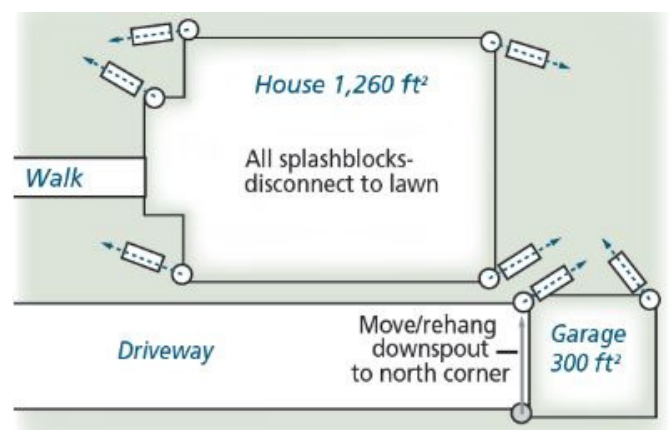 House 1,260 ft²
All splashblocks-
disconnect to lawn
Walk
Driveway
Move/rehang
downspout
to north corner
Garage
300 ft²